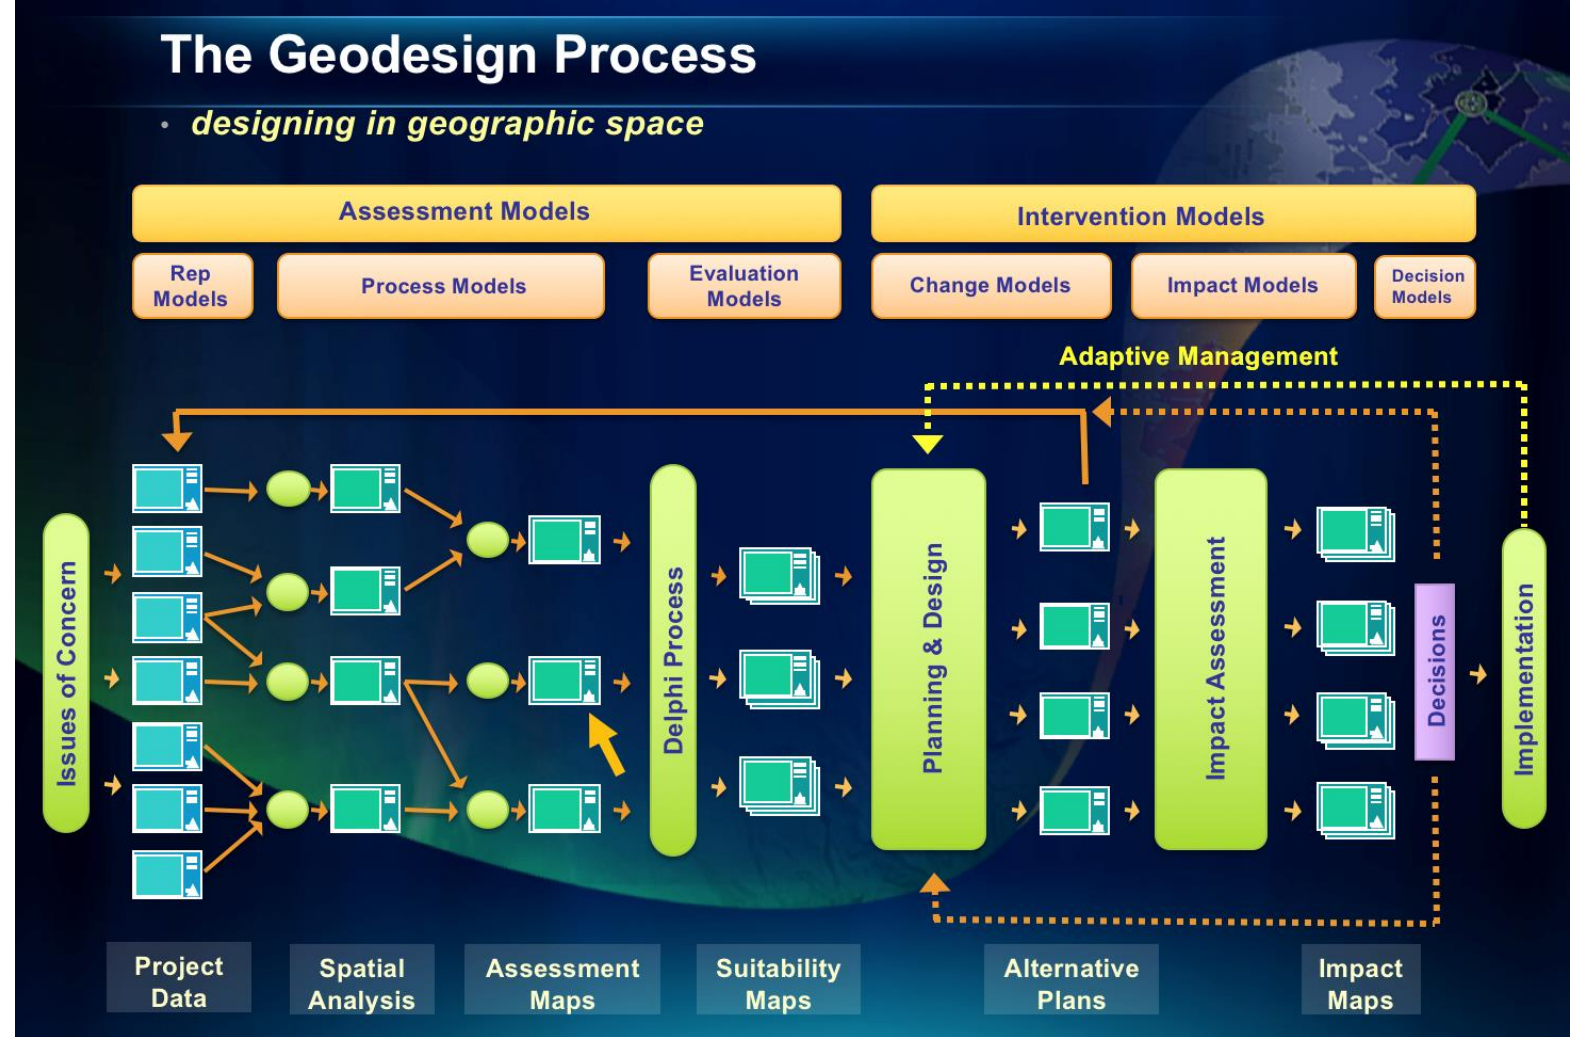 The Geodesign Process
• designing in geographic space
Assessment Models
Intervention Models
Rep
Models
Process Models
Evaluation
Models
Change Models
Impact Models
Decision
Models
Adaptive Management
Issues of Concern
Delphi Process
Planning & Design
Impact Assessment
Decisions
Implementation
Project
Data
Spatial
Analysis
Assessment
Maps
Suitability
Maps
Alternative
Plans
Impact
Maps